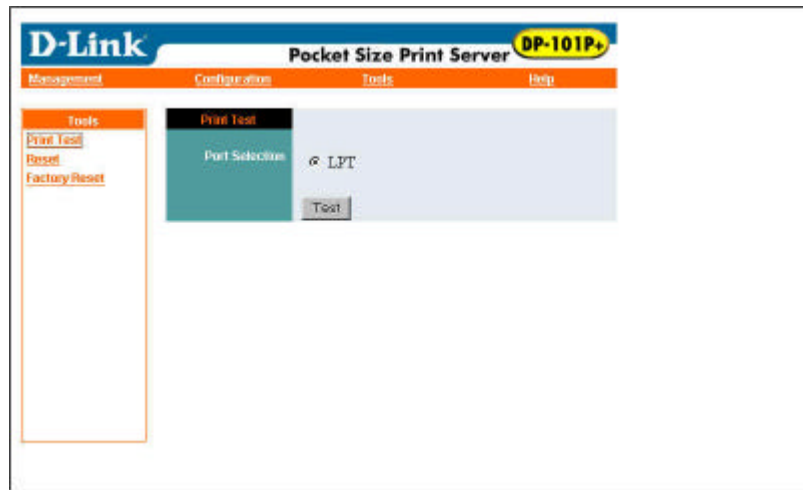 D-Link
Pocket Size Print Server
DP-101P+
Management Configuration Tools Help
Tools
Print Test
Reset
Factory Reset
Print Test
Port Selection
LPT
Test